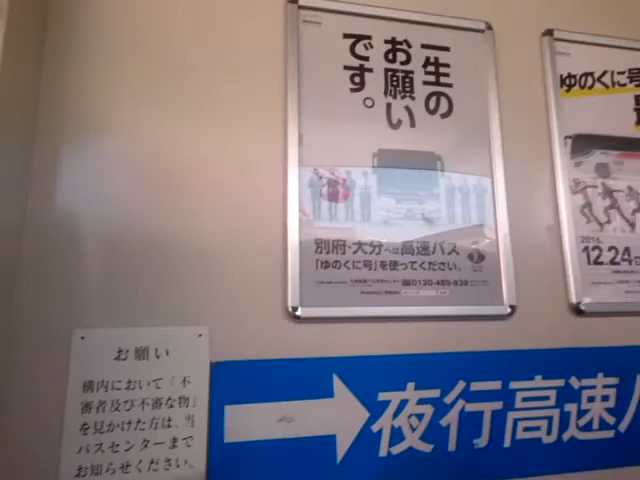 一生の
お願い
です。
別府・大分へは高速バス
「ゆのくに号」を使ってください。
0120-489-939
ゆのくに号
2016.
12.24
お願い
構内において「不
審者及び不審な物」
を見かけた方は、当
バスセンターまで
お知らせください。
夜行高速バ